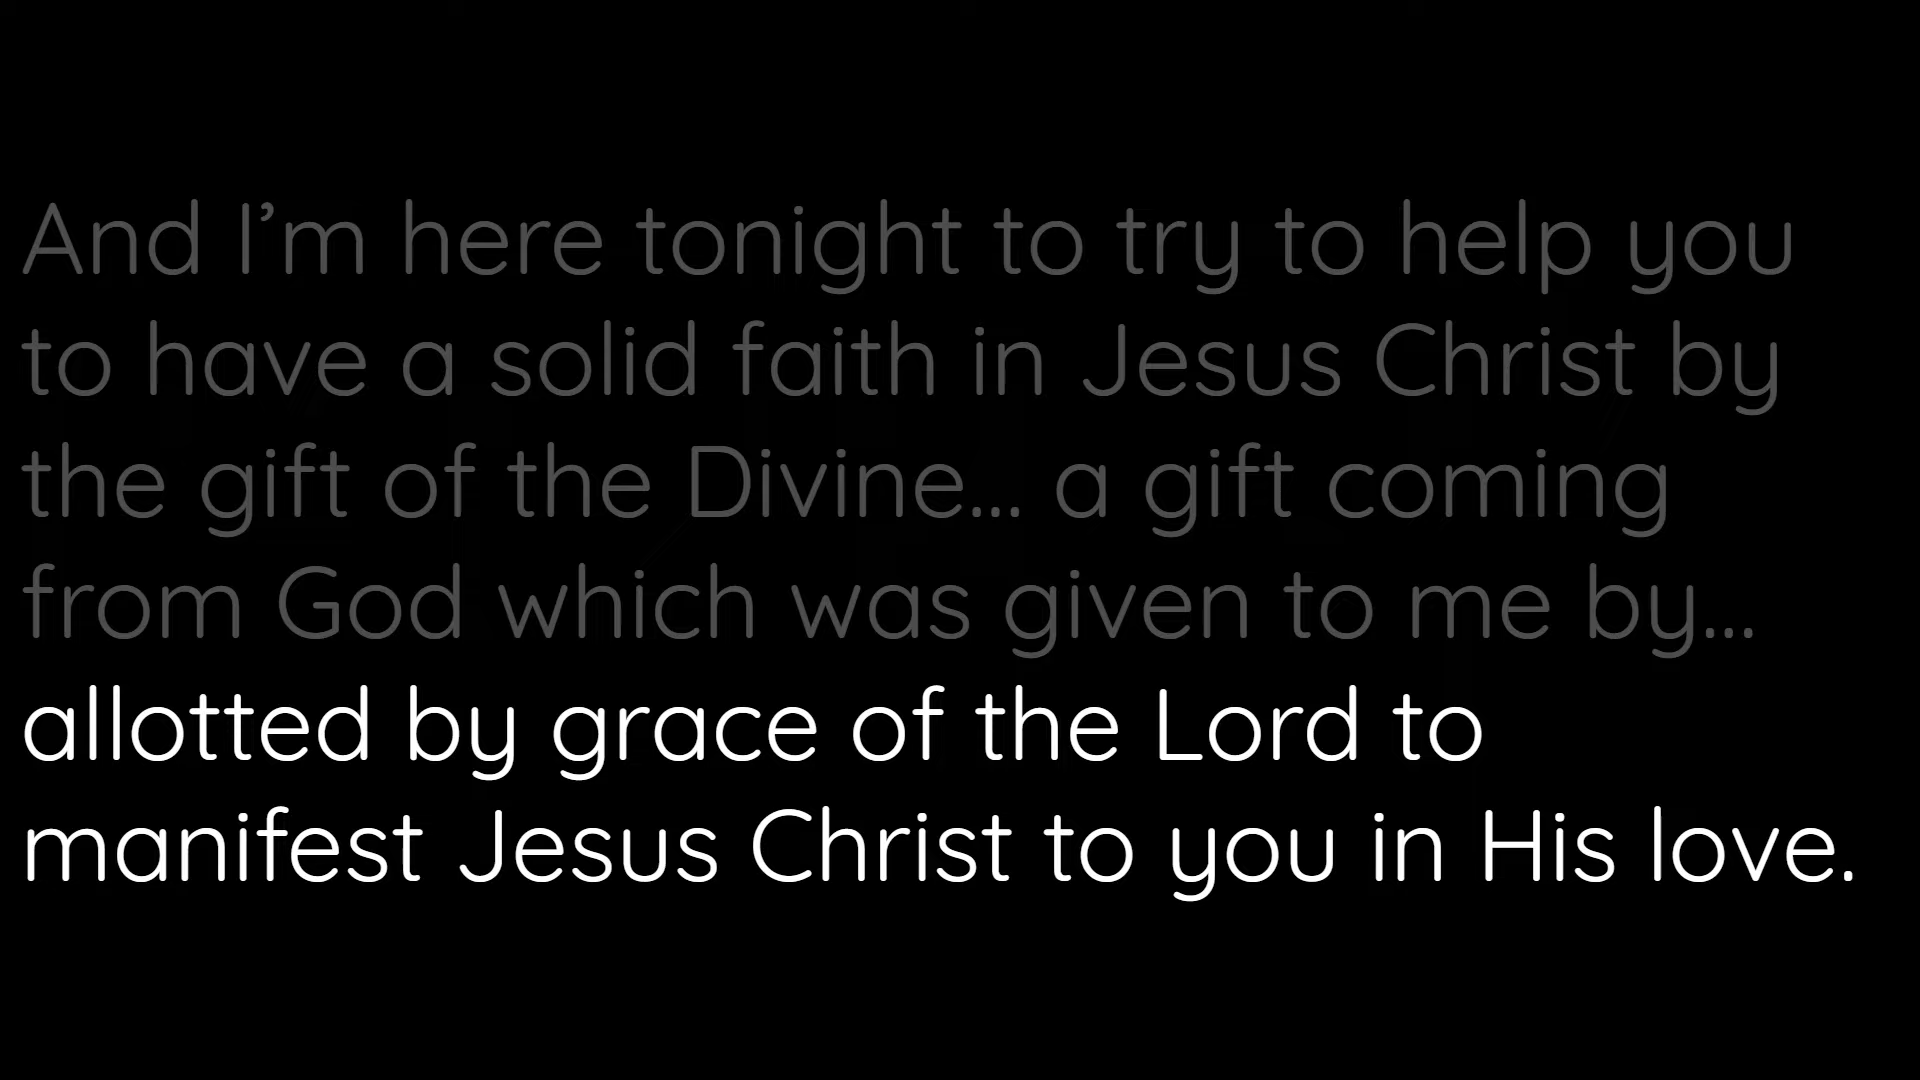 And I’m here tonight to try to help you
to have a solid faith in Jesus Christ by
the gift of the Divine... a gift coming
from God which was given to me by...
allotted by grace of the Lord to
manifest Jesus Christ to you in His love.